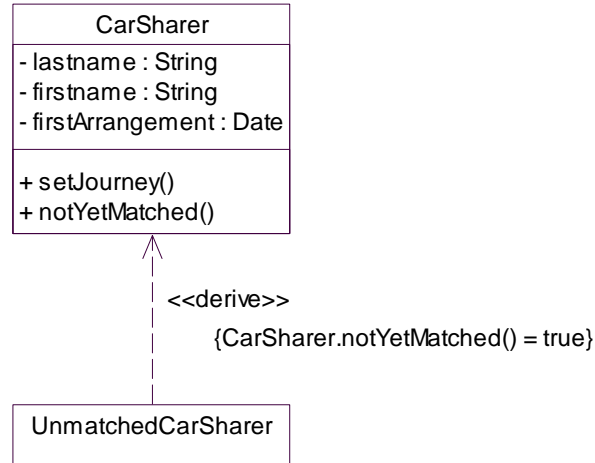 CarSharer
- lastname : String
- firstname : String
- firstArrangement : Date
+ setJourney()
+ notYetMatched()
<<derive>>
{CarSharer.notYetMatched() = true}
UnmatchedCarSharer